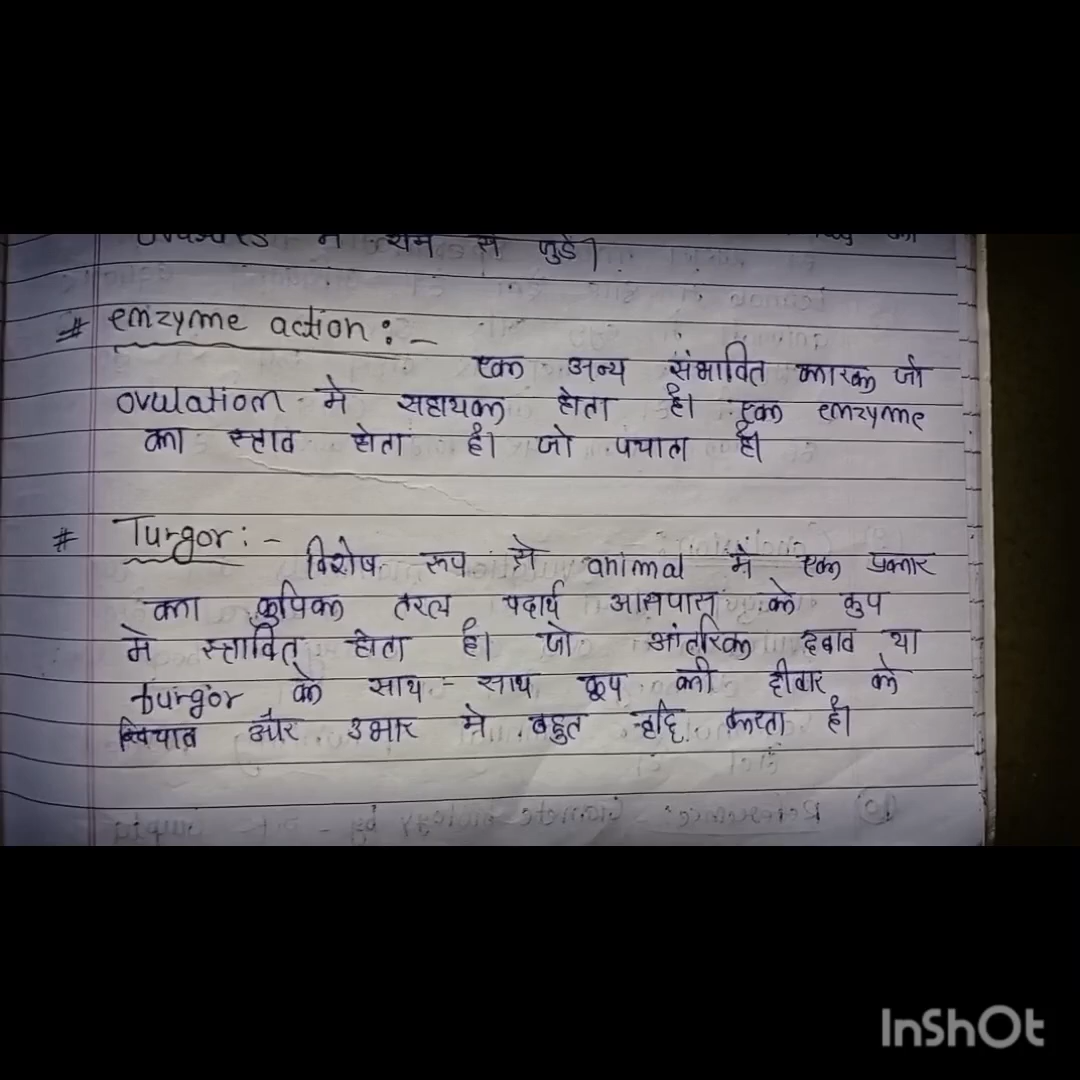 में राम से जुडे।
# enzyme action :-
एक अन्य संभावित कारक जो
ovulation मे सहायक होता है। एक enzyme
का स्त्राव होता है। जो पचाता है।
# Turgor :-
विशेष रूप से animal मे एक प्रकार
का कुपिक तरल पदार्थ आसपास के कुप
मे स्त्रावित होता है। जो आंतरिक दबाव या
turgor के साथ - साथ कूप की दीवार के
खिचाव और उभार मे बहुत वृद्दि करता है।
InShOt